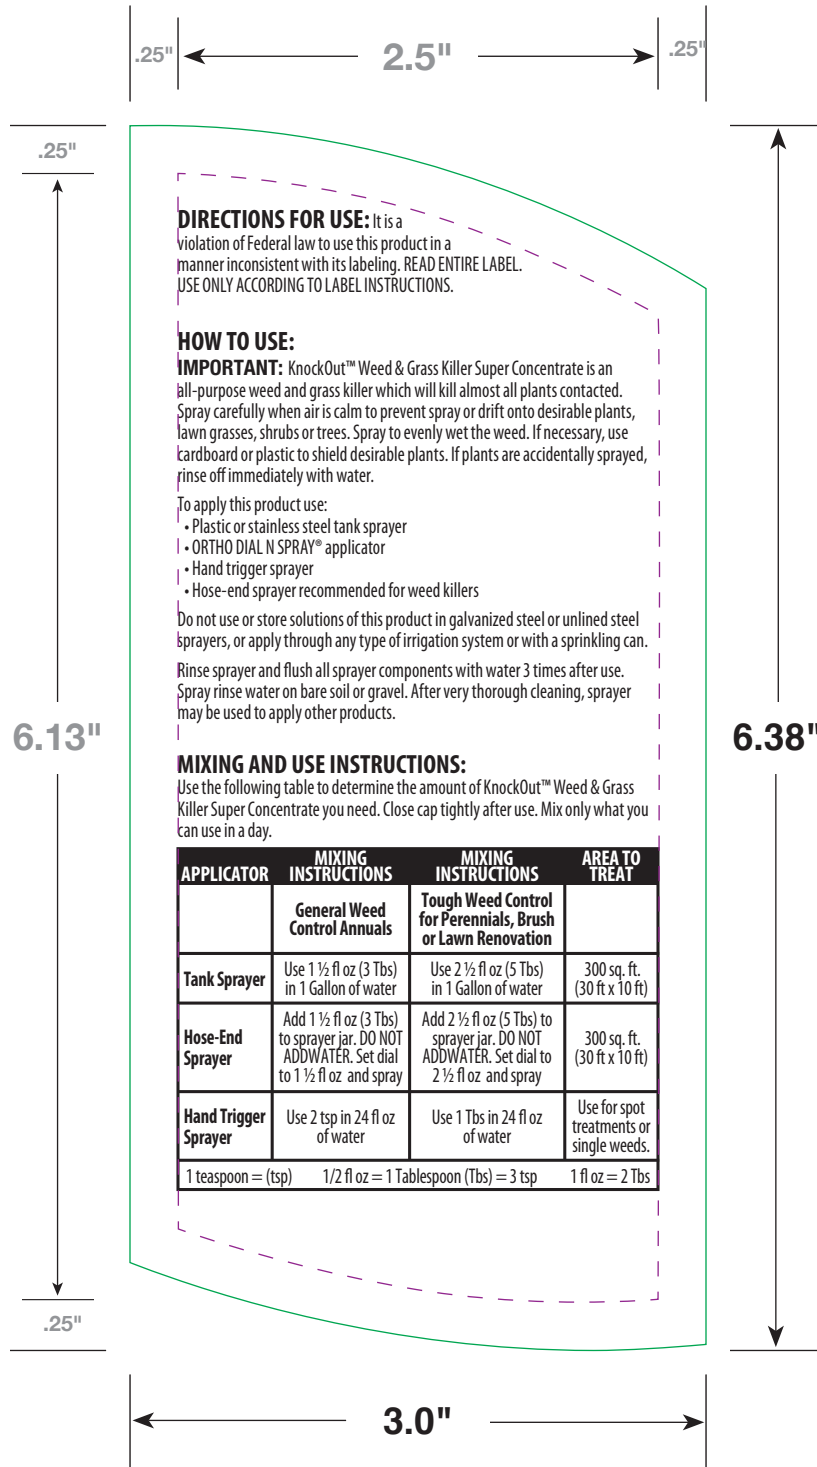 .25"
2.5"
.25"
.25"
DIRECTIONS FOR USE: It is a
violation of Federal law to use this product in a
manner inconsistent with its labeling. READ ENTIRE LABEL.
USE ONLY ACCORDING TO LABEL INSTRUCTIONS.
HOW TO USE:
IMPORTANT: KnockOut™ Weed & Grass Killer Super Concentrate is an
all-purpose weed and grass killer which will kill almost all plants contacted.
Spray carefully when air is calm to prevent spray or drift onto desirable plants,
lawn grasses, shrubs or trees. Spray to evenly wet the weed. If necessary, use
cardboard or plastic to shield desirable plants. If plants are accidentally sprayed,
rinse off immediately with water.
To apply this product use:
• Plastic or stainless steel tank sprayer
• ORTHO DIAL N SPRAY® applicator
• Hand trigger sprayer
• Hose-end sprayer recommended for weed killers
Do not use or store solutions of this product in galvanized steel or unlined steel
sprayers, or apply through any type of irrigation system or with a sprinkling can.
Rinse sprayer and flush all sprayer components with water 3 times after use.
Spray rinse water on bare soil or gravel. After very thorough cleaning, sprayer
may be used to apply other products.
6.13"
6.38"
MIXING AND USE INSTRUCTIONS:
Use the following table to determine the amount of KnockOut™ Weed & Grass
Killer Super Concentrate you need. Close cap tightly after use. Mix only what you
can use in a day.
APPLICATOR
MIXING
INSTRUCTIONS
MIXING
INSTRUCTIONS
AREA TO
TREAT
General Weed
Control Annuals
Tough Weed Control
for Perennials, Brush
or Lawn Renovation
Tank Sprayer
Use 1 ½ fl oz (3 Tbs)
in 1 Gallon of water
Use 2 ½ fl oz (5 Tbs)
in 1 Gallon of water
300 sq. ft.
(30 ft x 10 ft)
Hose-End
Sprayer
Add 1 ½ fl oz (3 Tbs)
to sprayer jar. DO NOT
ADDWATER. Set dial
to 1 ½ fl oz and spray
Add 2 ½ fl oz (5 Tbs) to
sprayer jar. DO NOT
ADDWATER. Set dial to
2 ½ fl oz and spray
300 sq. ft.
(30 ft x 10 ft)
Hand Trigger
Sprayer
Use 2 tsp in 24 fl oz
of water
Use 1 Tbs in 24 fl oz
of water
Use for spot
treatments or
single weeds.
1 teaspoon = (tsp) 1/2 fl oz = 1 Tablespoon (Tbs) = 3 tsp 1 fl oz = 2 Tbs
.25"
3.0"